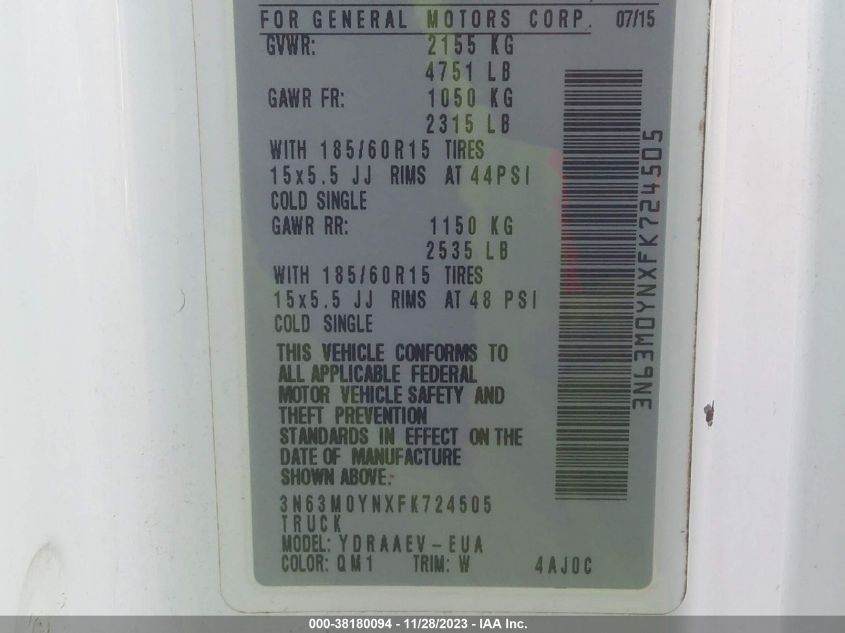 FOR GENERAL MOTORS CORP. 07/15
GVWR: 2155 KG
4751 LB
GAWR FR: 1050 KG
2315 LB
WITH 185/60R15 TIRES
15x5.5 JJ RIMS AT 44PSI
COLD SINGLE
GAWR RR: 1150 KG
2535 LB
WITH 185/60R15 TIRES
15x5.5 JJ RIMS AT 48 PSI
COLD SINGLE
THIS VEHICLE CONFORMS TO
ALL APPLICABLE FEDERAL
MOTOR VEHICLE SAFETY AND
THEFT PREVENTION
STANDARDS IN EFFECT ON THE
DATE OF MANUFACTURE
SHOWN ABOVE:
3N63M0YNXFK724505
TRUCK
MODEL: YDRAAEV-EUA
COLOR: QM1 TRIM: W 4AJ0C
3N63M0YNXFK724505
000-38180094 - 11/28/2023 - IAA Inc.